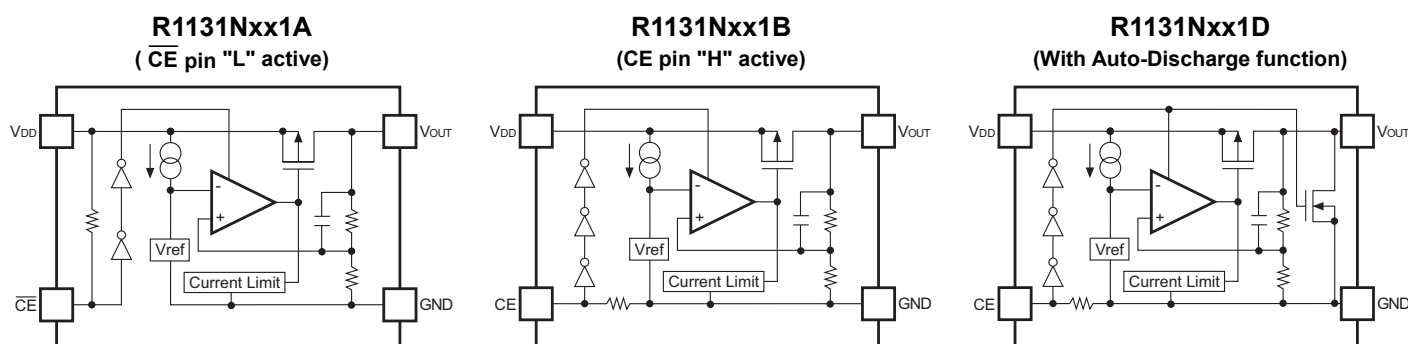 R1131Nxx1A
( CE pin "L" active)
VDD
VOUT
-
+
Vref
Current Limit
CE
GND
R1131Nxx1B
(CE pin "H" active)
VDD
VOUT
-
+
Vref
Current Limit
CE
GND
R1131Nxx1D
(With Auto-Discharge function)
VDD
VOUT
-
+
Vref
Current Limit
CE
GND